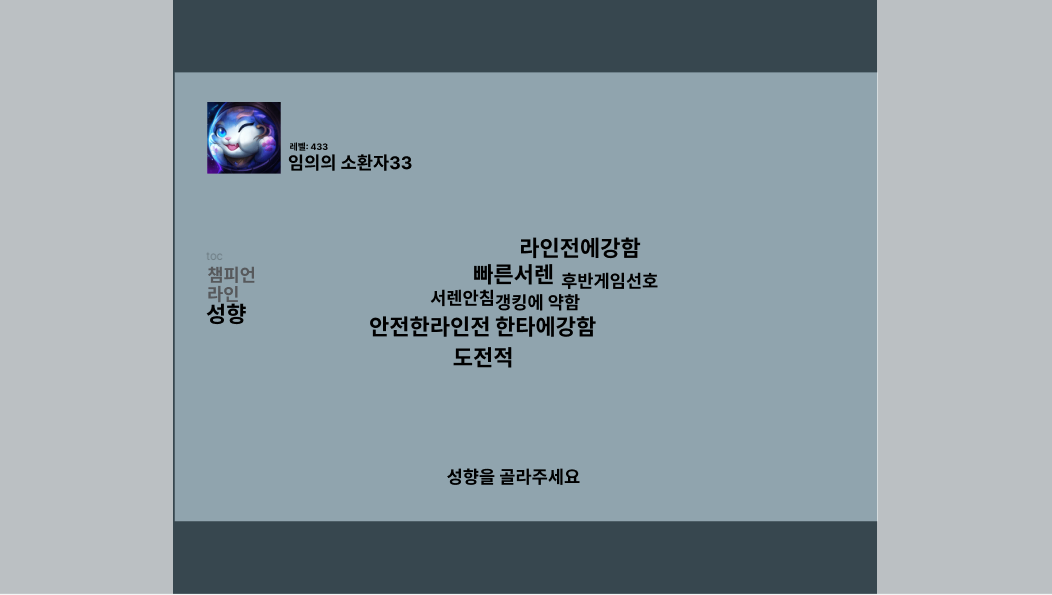 레벨: 433
임의의 소환자33
toc
챔피언
라인
성향
라인전에강함
빠른서렌 후반게임선호
서렌안침갱킹에 약함
안전한라인전 한타에강함
도전적
성향을 골라주세요